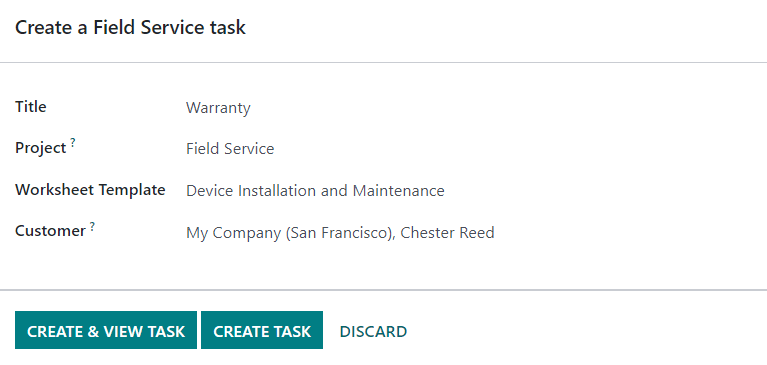 Create a Field Service task
Title Warranty
Project ? Field Service
Worksheet Template Device Installation and Maintenance
Customer ? My Company (San Francisco), Chester Reed
CREATE & VIEW TASK CREATE TASK DISCARD